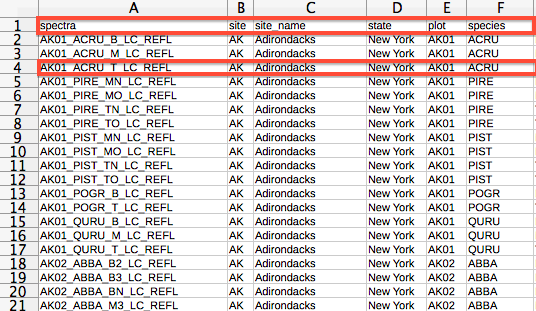 A B C D E F
1 spectra site site_name state plot species
2 AK01_ACRU_B_LC_REFL AK Adirondacks New York AK01 ACRU
3 AK01_ACRU_M_LC_REFL AK Adirondacks New York AK01 ACRU
4 AK01_ACRU_T_LC_REFL AK Adirondacks New York AK01 ACRU
5 AK01_PIRE_MN_LC_REFL AK Adirondacks New York AK01 PIRE
6 AK01_PIRE_MO_LC_REFL AK Adirondacks New York AK01 PIRE
7 AK01_PIRE_TN_LC_REFL AK Adirondacks New York AK01 PIRE
8 AK01_PIRE_TO_LC_REFL AK Adirondacks New York AK01 PIRE
9 AK01_PIST_MN_LC_REFL AK Adirondacks New York AK01 PIST
10 AK01_PIST_MO_LC_REFL AK Adirondacks New York AK01 PIST
11 AK01_PIST_TN_LC_REFL AK Adirondacks New York AK01 PIST
12 AK01_PIST_TO_LC_REFL AK Adirondacks New York AK01 PIST
13 AK01_POGR_B_LC_REFL AK Adirondacks New York AK01 POGR
14 AK01_POGR_T_LC_REFL AK Adirondacks New York AK01 POGR
15 AK01_QURU_B_LC_REFL AK Adirondacks New York AK01 QURU
16 AK01_QURU_M_LC_REFL AK Adirondacks New York AK01 QURU
17 AK01_QURU_T_LC_REFL AK Adirondacks New York AK01 QURU
18 AK02_ABBA_B2_LC_REFL AK Adirondacks New York AK02 ABBA
19 AK02_ABBA_B3_LC_REFL AK Adirondacks New York AK02 ABBA
20 AK02_ABBA_BN_LC_REFL AK Adirondacks New York AK02 ABBA
21 AK02_ABBA_M3_LC_REFL AK Adirondacks New York AK02 ABBA